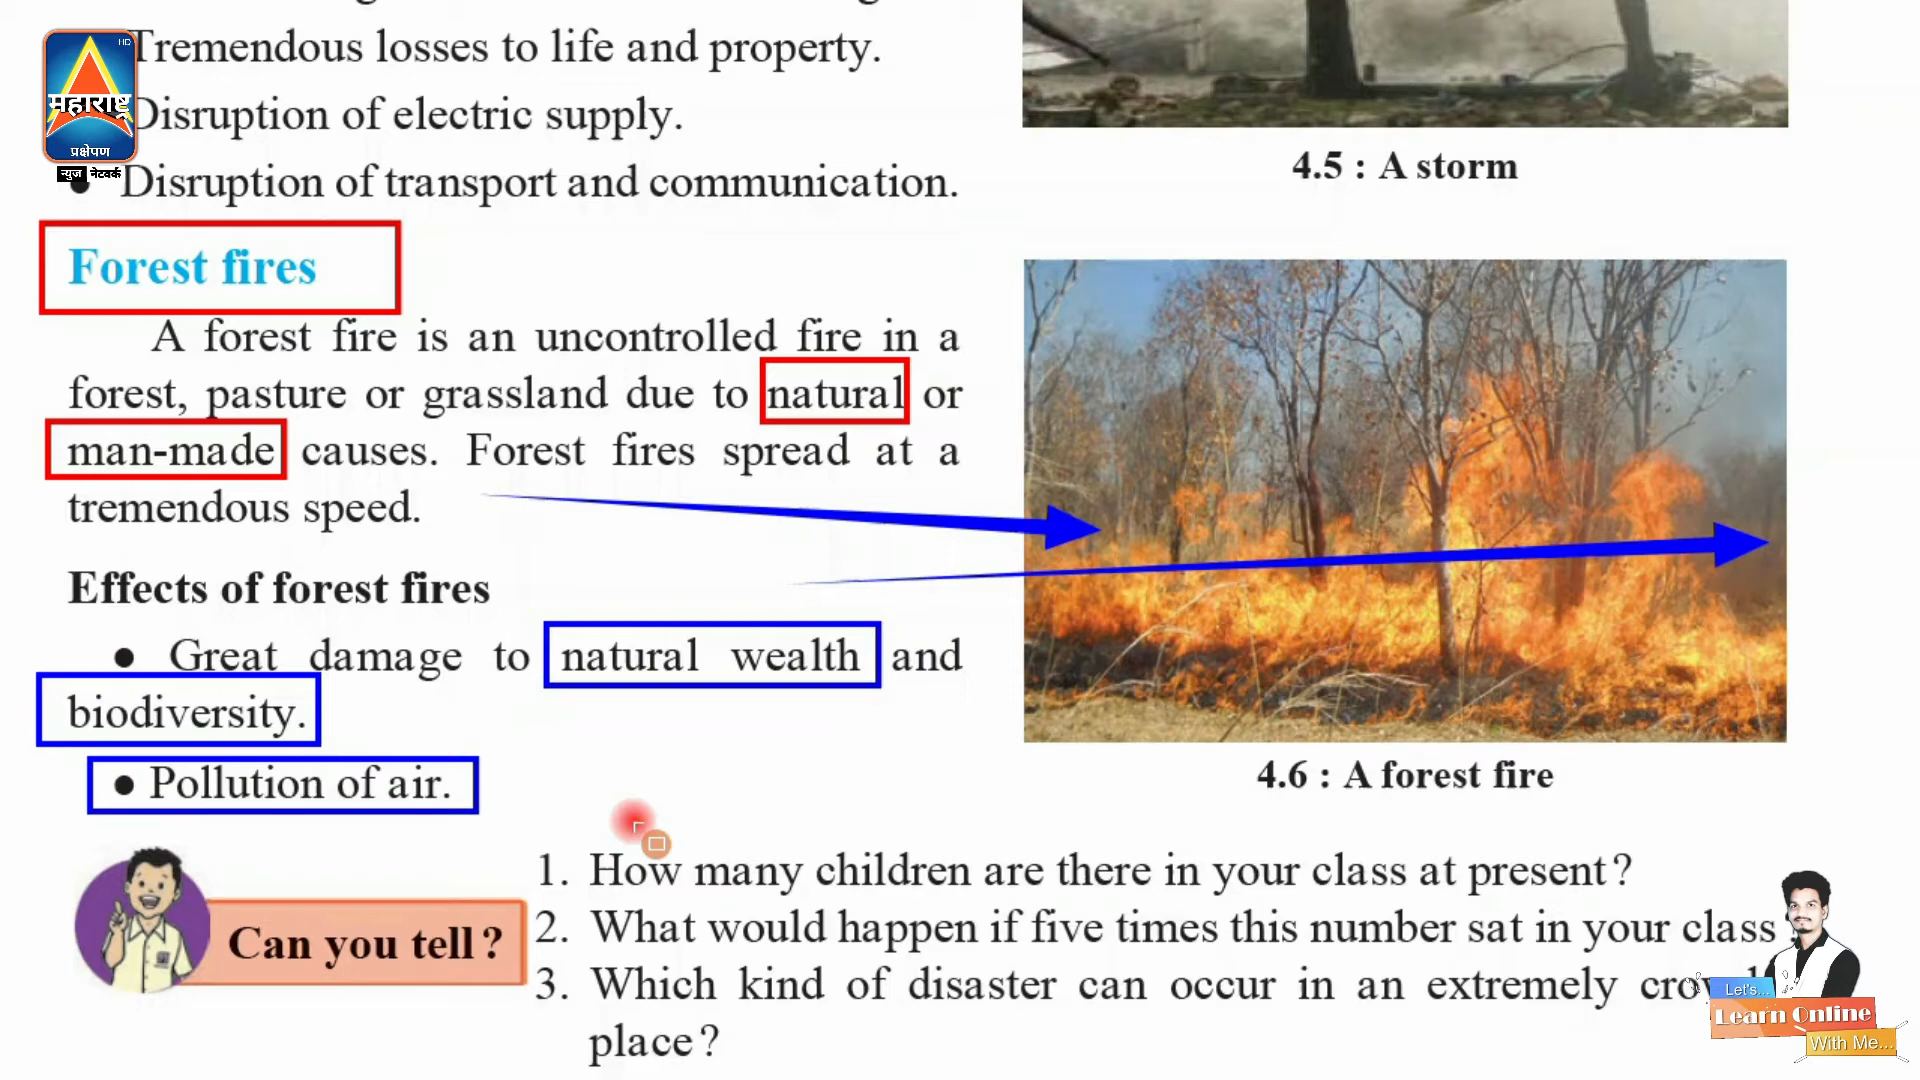 Tremendous losses to life and property.
Disruption of electric supply.
● Disruption of transport and communication.
HD
महाराष्ट्र
प्रक्षेपण
न्युज नेटवर्क
4.5 : A storm
Forest fires
A forest fire is an uncontrolled fire in a
forest, pasture or grassland due to natural or
man-made causes. Forest fires spread at a
tremendous speed.
Effects of forest fires
● Great damage to natural wealth and
biodiversity.
● Pollution of air.
4.6 : A forest fire
Can you tell?
1. How many children are there in your class at present?
2. What would happen if five times this number sat in your class
3. Which kind of disaster can occur in an extremely
place?
Let's...
Learn Online
With Me...